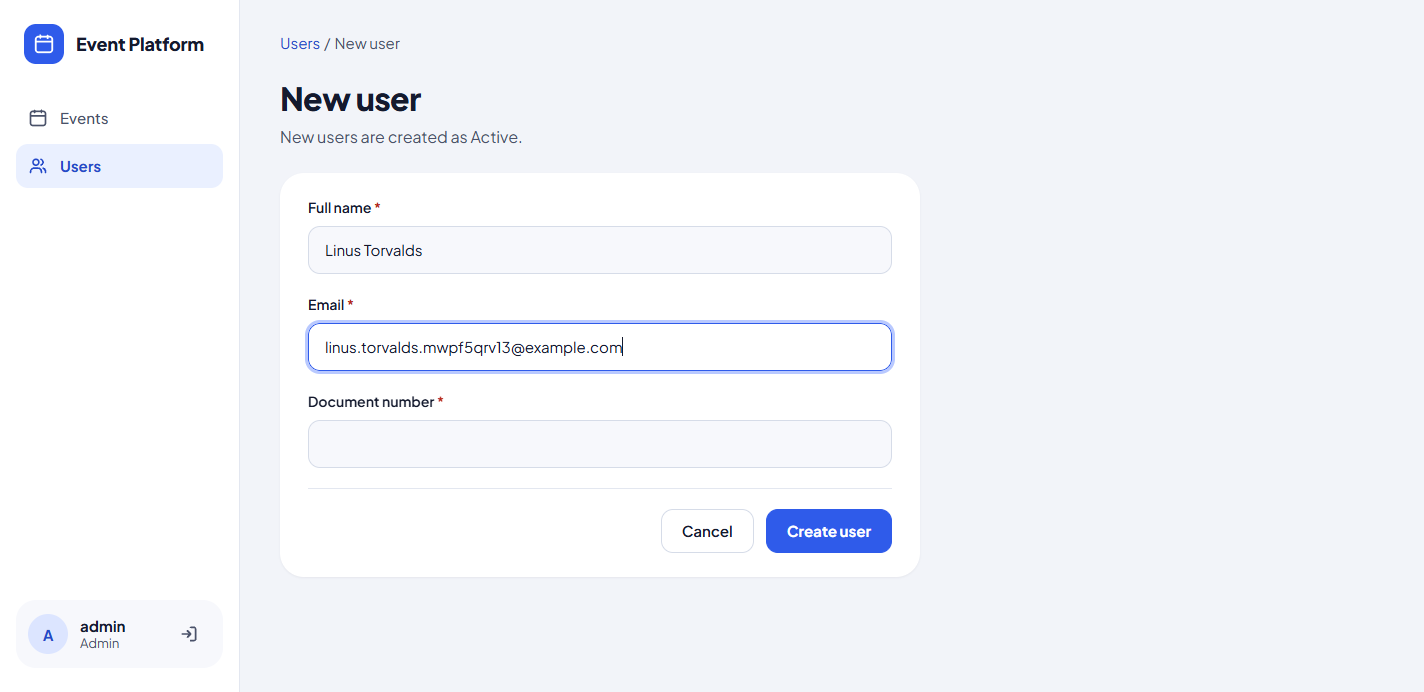 Event Platform
Events
Users
A
admin
Admin
Users / New user
New user
New users are created as Active.
Full name *
Linus Torvalds
Email *
linus.torvalds.mwpf5qrv13@example.com
Document number *
Cancel
Create user